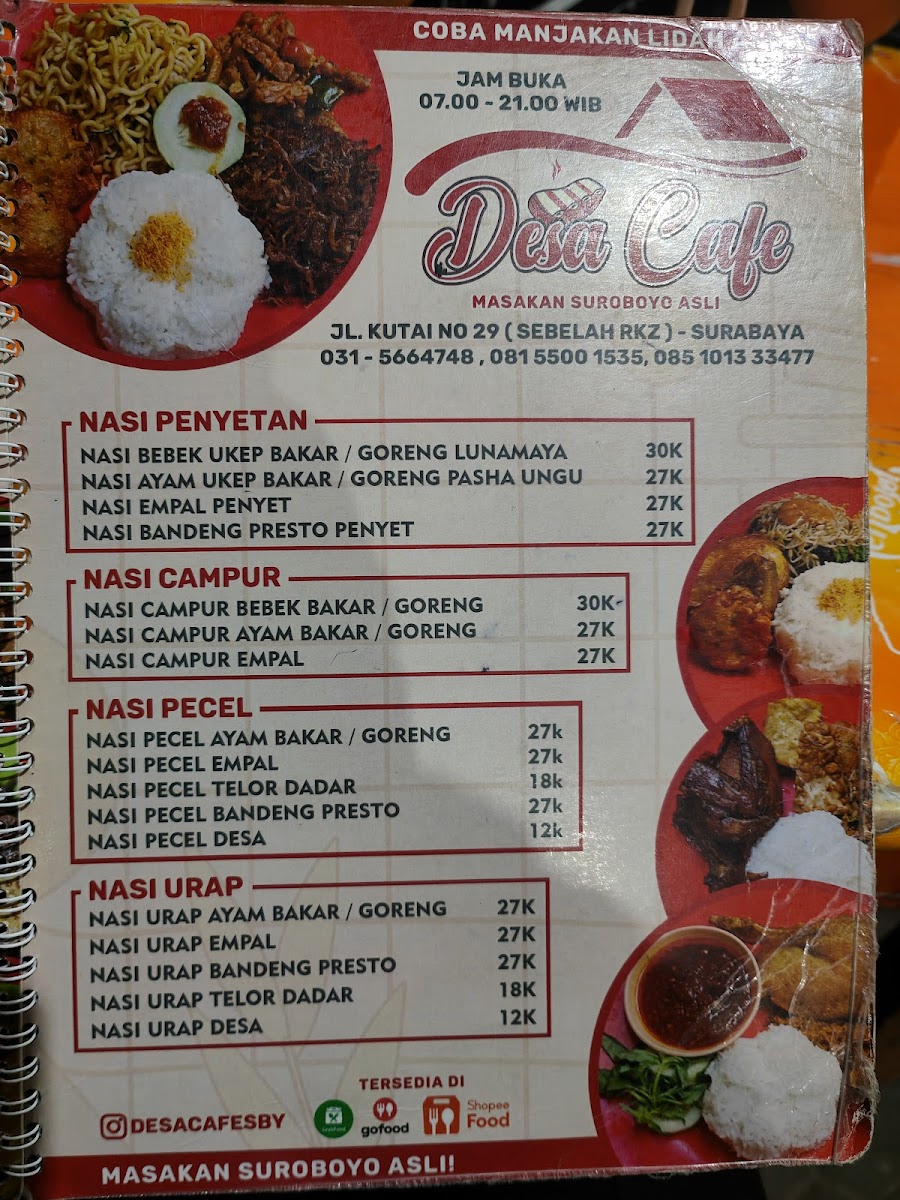 COBA MANJAKAN LIDAH
JAM BUKA
07.00 - 21.00 WIB
Desa Cafe
MASAKAN SUROBOYO ASLI
JL. KUTAI NO 29 ( SEBELAH RKZ ) - SURABAYA
031 - 5664748 , 081 5500 1535, 085 1013 33477
NASI PENYETAN
NASI BEBEK UKEP BAKAR / GORENG LUNAMAYA 30K
NASI AYAM UKEP BAKAR / GORENG PASHA UNGU 27K
NASI EMPAL PENYET 27K
NASI BANDENG PRESTO PENYET 27K
NASI CAMPUR
NASI CAMPUR BEBEK BAKAR / GORENG 30K
NASI CAMPUR AYAM BAKAR / GORENG 27K
NASI CAMPUR EMPAL 27K
NASI PECEL
NASI PECEL AYAM BAKAR / GORENG 27k
NASI PECEL EMPAL 27k
NASI PECEL TELOR DADAR 18k
NASI PECEL BANDENG PRESTO 27k
NASI PECEL DESA 12k
NASI URAP
NASI URAP AYAM BAKAR / GORENG 27K
NASI URAP EMPAL 27K
NASI URAP BANDENG PRESTO 27K
NASI URAP TELOR DADAR 18K
NASI URAP DESA 12K
TERSEDIA DI
DESACAFESBY
GrabFood
gofood
Shopee
Food
MASAKAN SUROBOYO ASLI!